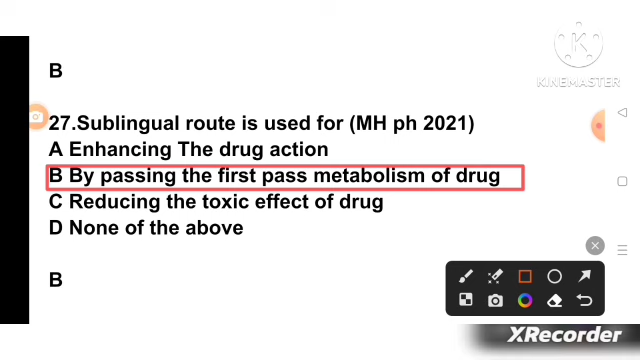 B
K
KINEMASTER
27.Sublingual route is used for (MH ph 2021)
A Enhancing The drug action
B By passing the first pass metabolism of drug
C Reducing the toxic effect of drug
D None of the above
B
XRecorder